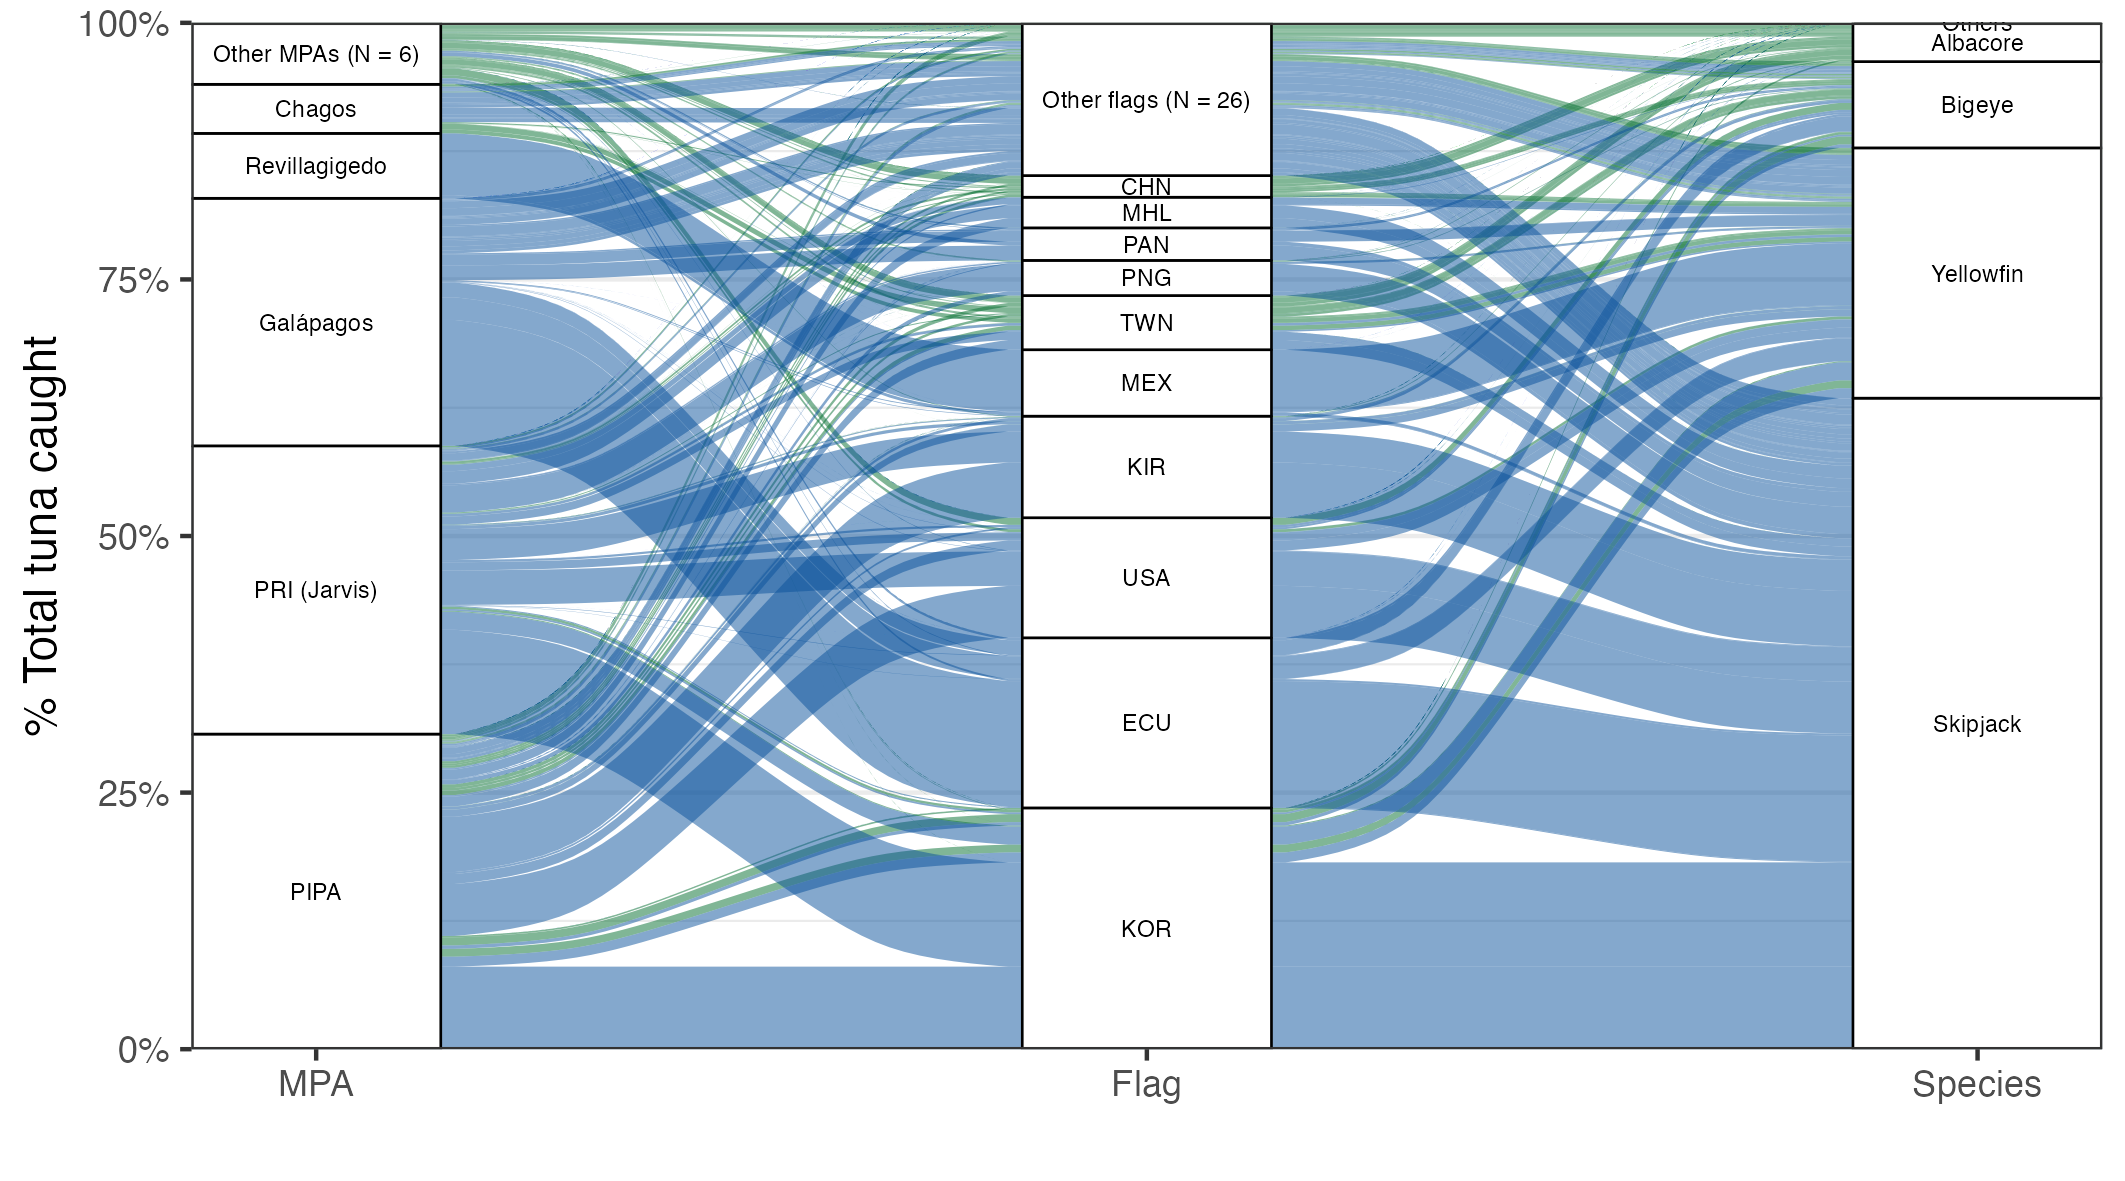 % Total tuna caught
100%
75%
50%
25%
0%
Other MPAs (N = 6)
Chagos
Revillagigedo
Galápagos
PRI (Jarvis)
PIPA
Other flags (N = 26)
CHN
MHL
PAN
PNG
TWN
MEX
KIR
USA
ECU
KOR
Others
Albacore
Bigeye
Yellowfin
Skipjack
MPA
Flag
Species